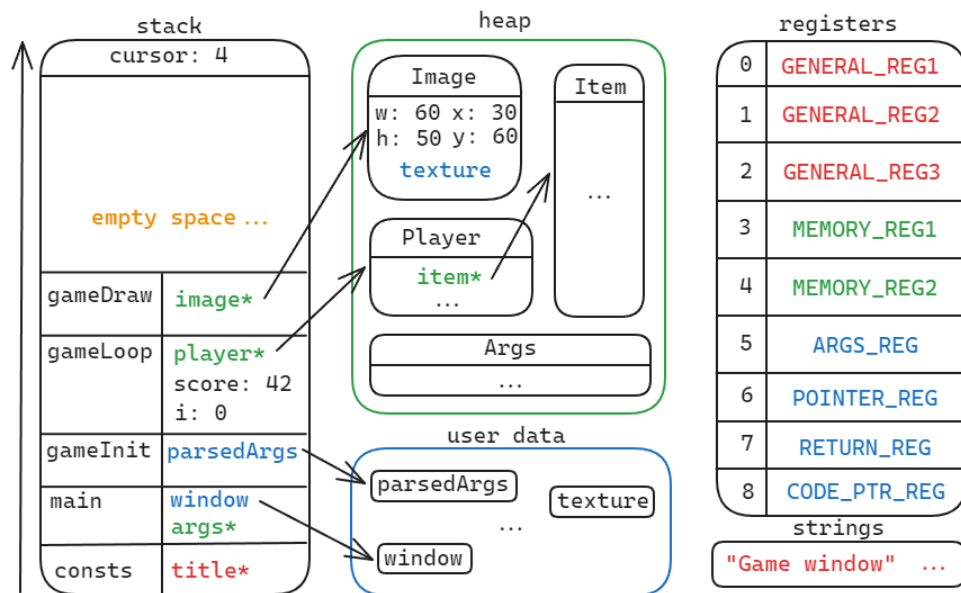 stack
cursor: 4
empty space ...
gameDraw image*
gameLoop player*
score: 42
i: 0
gameInit parsedArgs
main window
args*
consts title*
heap
Image
w: 60 x: 30
h: 50 y: 60
texture
Item
...
Player
item*
...
Args
...
user data
parsedArgs
texture
...
window
registers
0 GENERAL_REG1
1 GENERAL_REG2
2 GENERAL_REG3
3 MEMORY_REG1
4 MEMORY_REG2
5 ARGS_REG
6 POINTER_REG
7 RETURN_REG
8 CODE_PTR_REG
strings
"Game window" ...